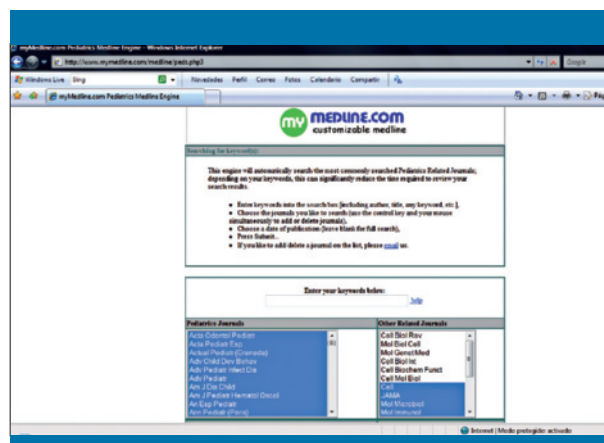 myMedline.com Pediatrics Medline Engine - Windows Internet Explorer
http://www.mymedline.com/medline/peds.php3
Google
Windows Live Bing Novedades Perfil Correo Fotos Calendario Compartir
myMedline.com Pediatrics Medline Engine
my MEDLINE.COM
customizable medline
Searching for keyword(s):
This engine will automatically search the most commonly searched Pediatrics Related Journals,
depending on your keywords, this can significantly reduce the time required to review your
search results.
Enter keywords into the search box [including author, title, any keyword, etc.],
Choose the journals you like to search (use the control key and your mouse
simultaneously to add or delete journals).
Choose a date of publication (leave blank for full search),
Press Submit...
If you like to add/delete a journal on the list, please email us.
Enter your keywords below:
help
Pediatrics Journals
Acta Odontol Pediatr
Acta Pediatr Esp
Actual Pediatr (Granada)
Adv Child Dev Behav
Adv Pediatr Infect Dis
Adv Pediatr
Am J Dis Child
Am J Pediatr Hematol Oncol
An Esp Pediatr
Ann Pediatr (Paris)
Other Related Journals
Cell Biol Rev
Mol Biol Cell
Mol Genet Med
Cell Biol Int
Cell Biochem Funct
Cell Mol Biol
Cell
JAMA
Mol Microbiol
Mol Immunol
Internet | Modo protegido: activado